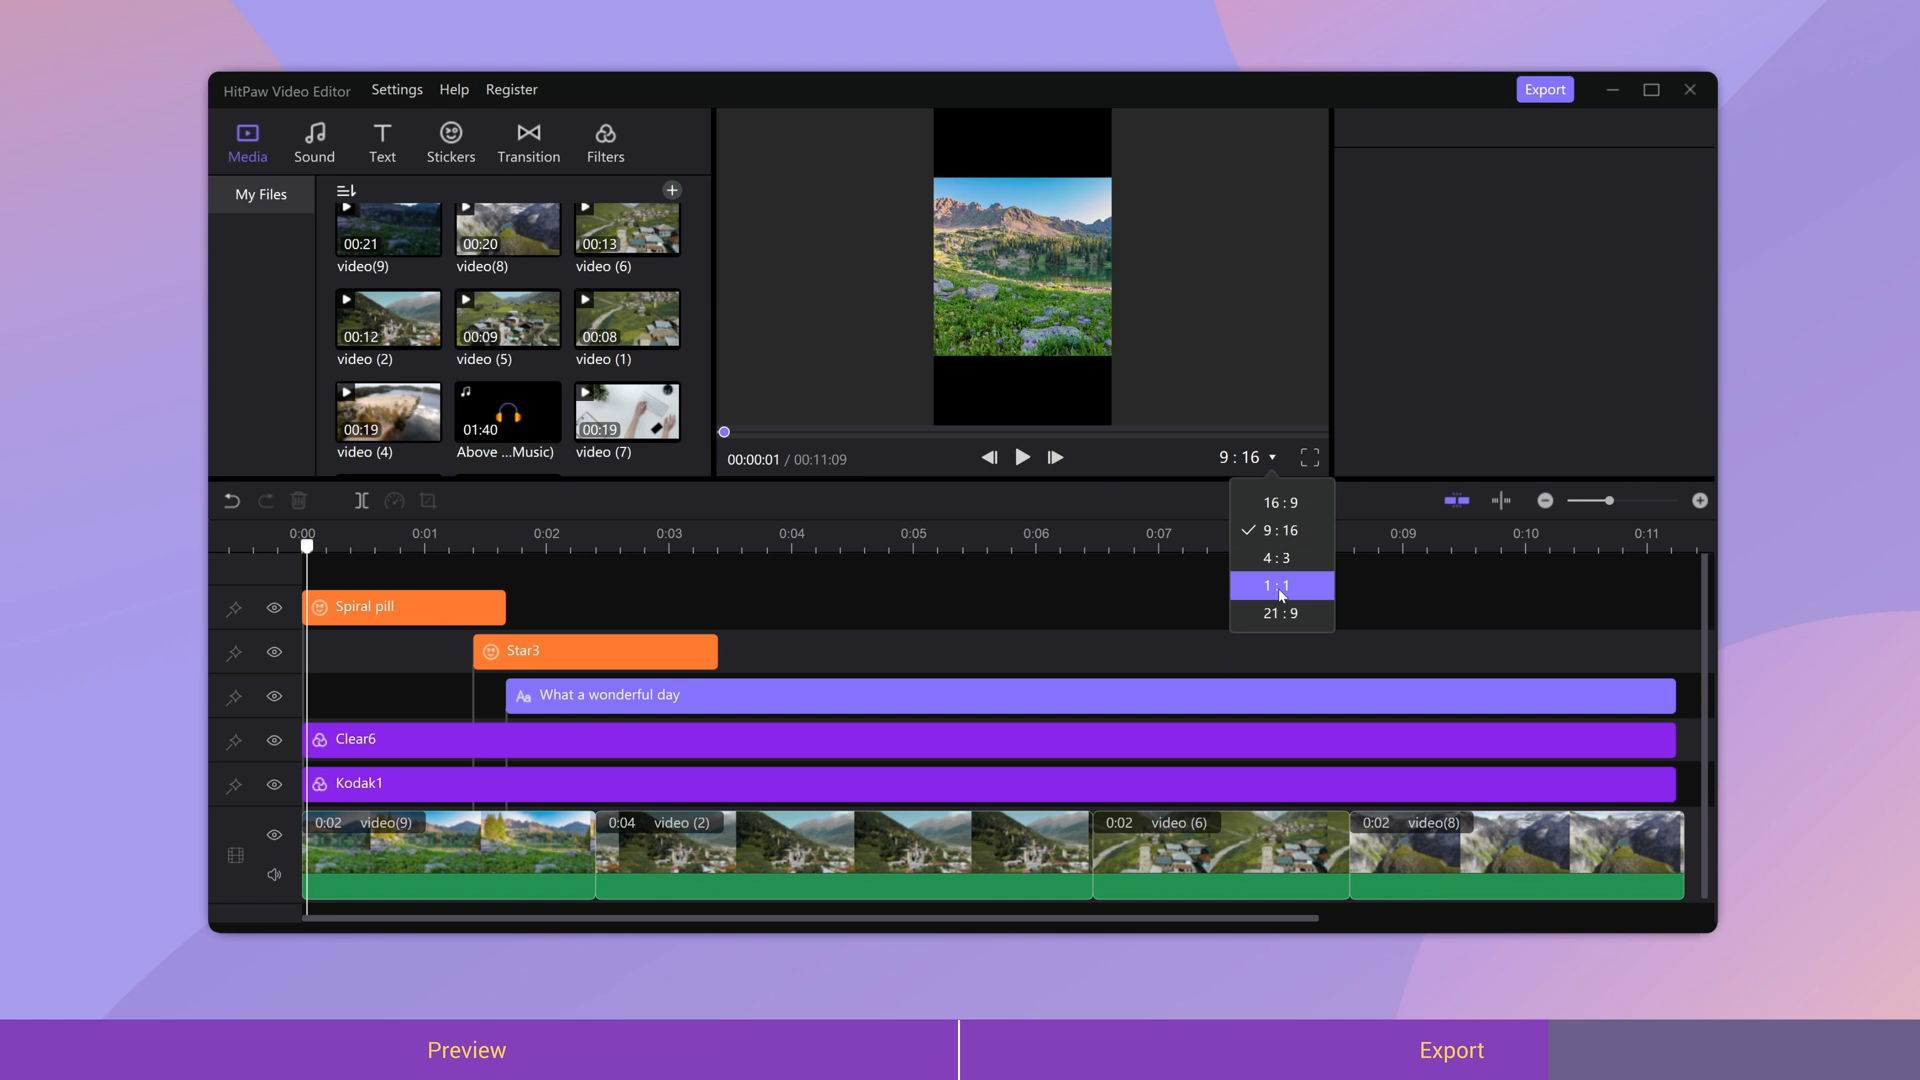 HitPaw Video Editor Settings Help Register Export
Media Sound Text Stickers Transition Filters
My Files
00:21 00:20 00:13
video(9) video(8) video (6)
00:12 00:09 00:08
video (2) video (5) video (1)
00:19 01:40 00:19
video (4) Above ...Music) video (7)
00:00:01 / 00:11:09 9 : 16
16 : 9
9 : 16
4 : 3
1 : 1
21 : 9
0:00 0:01 0:02 0:03 0:04 0:05 0:06 0:07 0:09 0:10 0:11
Spiral pill
Star3
Aa What a wonderful day
Clear6
Kodak1
0:02 video(9) 0:04 video (2) 0:02 video (6) 0:02 video(8)
Preview Export